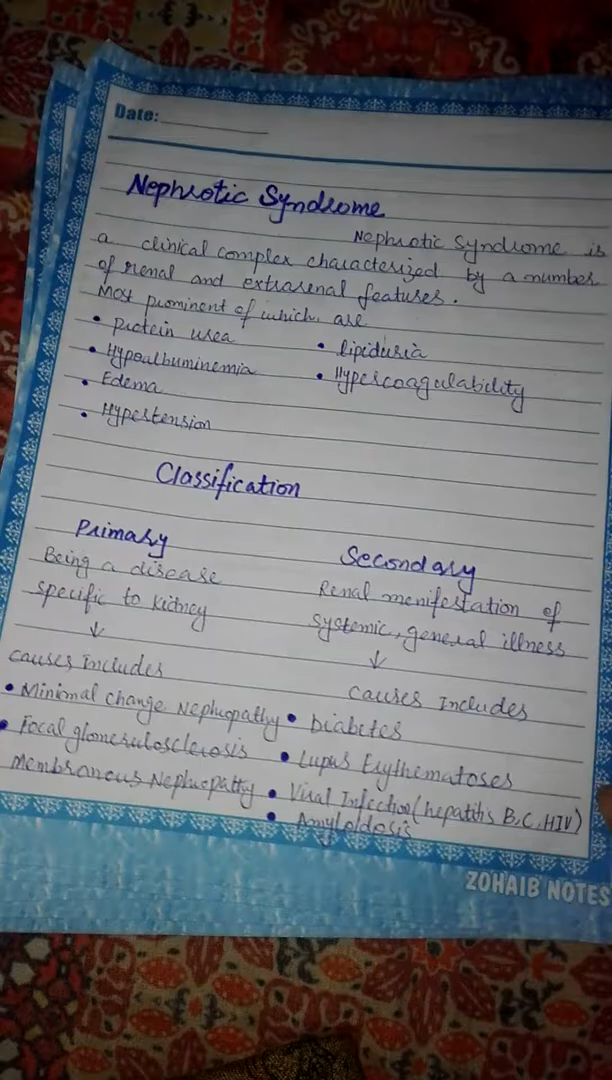 Date:
Nephrotic Syndrome
Nephrotic Syndrome is
a clinical complex characterized by a number
of renal and extrarenal features.
Most prominent of which are
• protein urea
• Hypoalbuminemia
• Edema
• Hypertension
• lipiduria
• Hypercoagulability
Classification
Primary
Being a disease
specific to kidney
↓
causes includes
• Minimal change Nephropathy
• Focal glomerulosclerosis
Membranous Nephropathy
Secondary
Renal menifestation of
systemic, general illness
↓
causes Includes
• Diabetes
• Lupus Erythematoses
• Viral Infection (hepatitis B, C, HIV)
• Amyloidosis
ZOHAIB NOTES